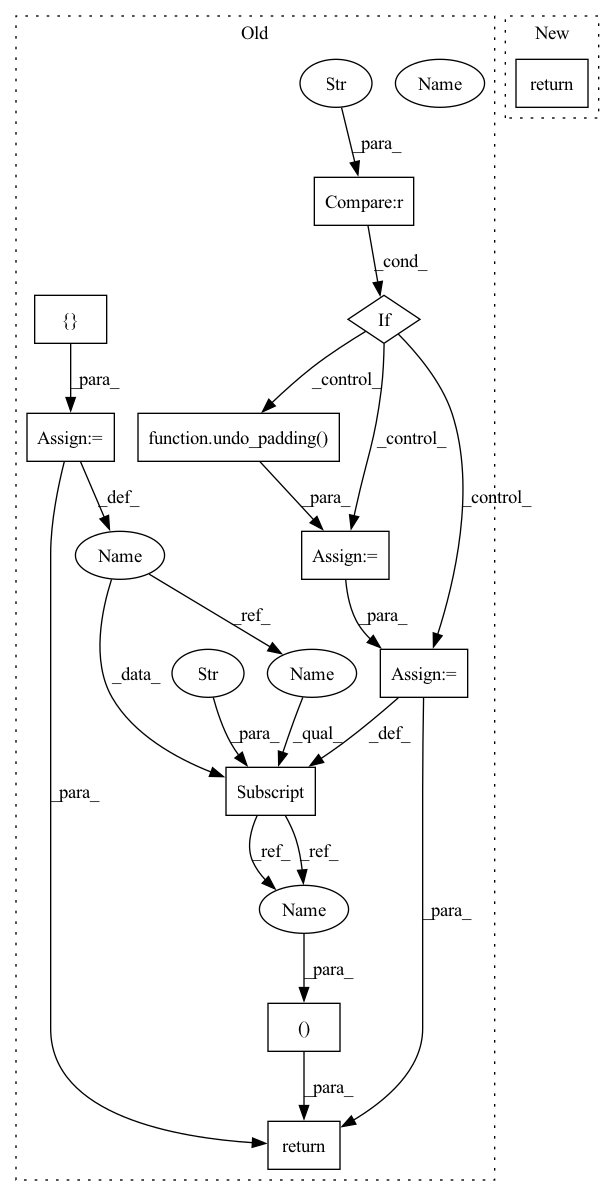 Old
New
Str
Name
return
_para_
Compare:r
_cond_
{}
If
_para_
_control_
Assign:=
function.undo_padding()
_control_
_control_
_def_
_para_
Name
Assign:=
_ref_
_para_
_data_
Str
Name
Assign:=
_para_
_qual_
_def_
_para_
Subscript
_ref_
_ref_
Name
_para_
_para_
()
_para_
return